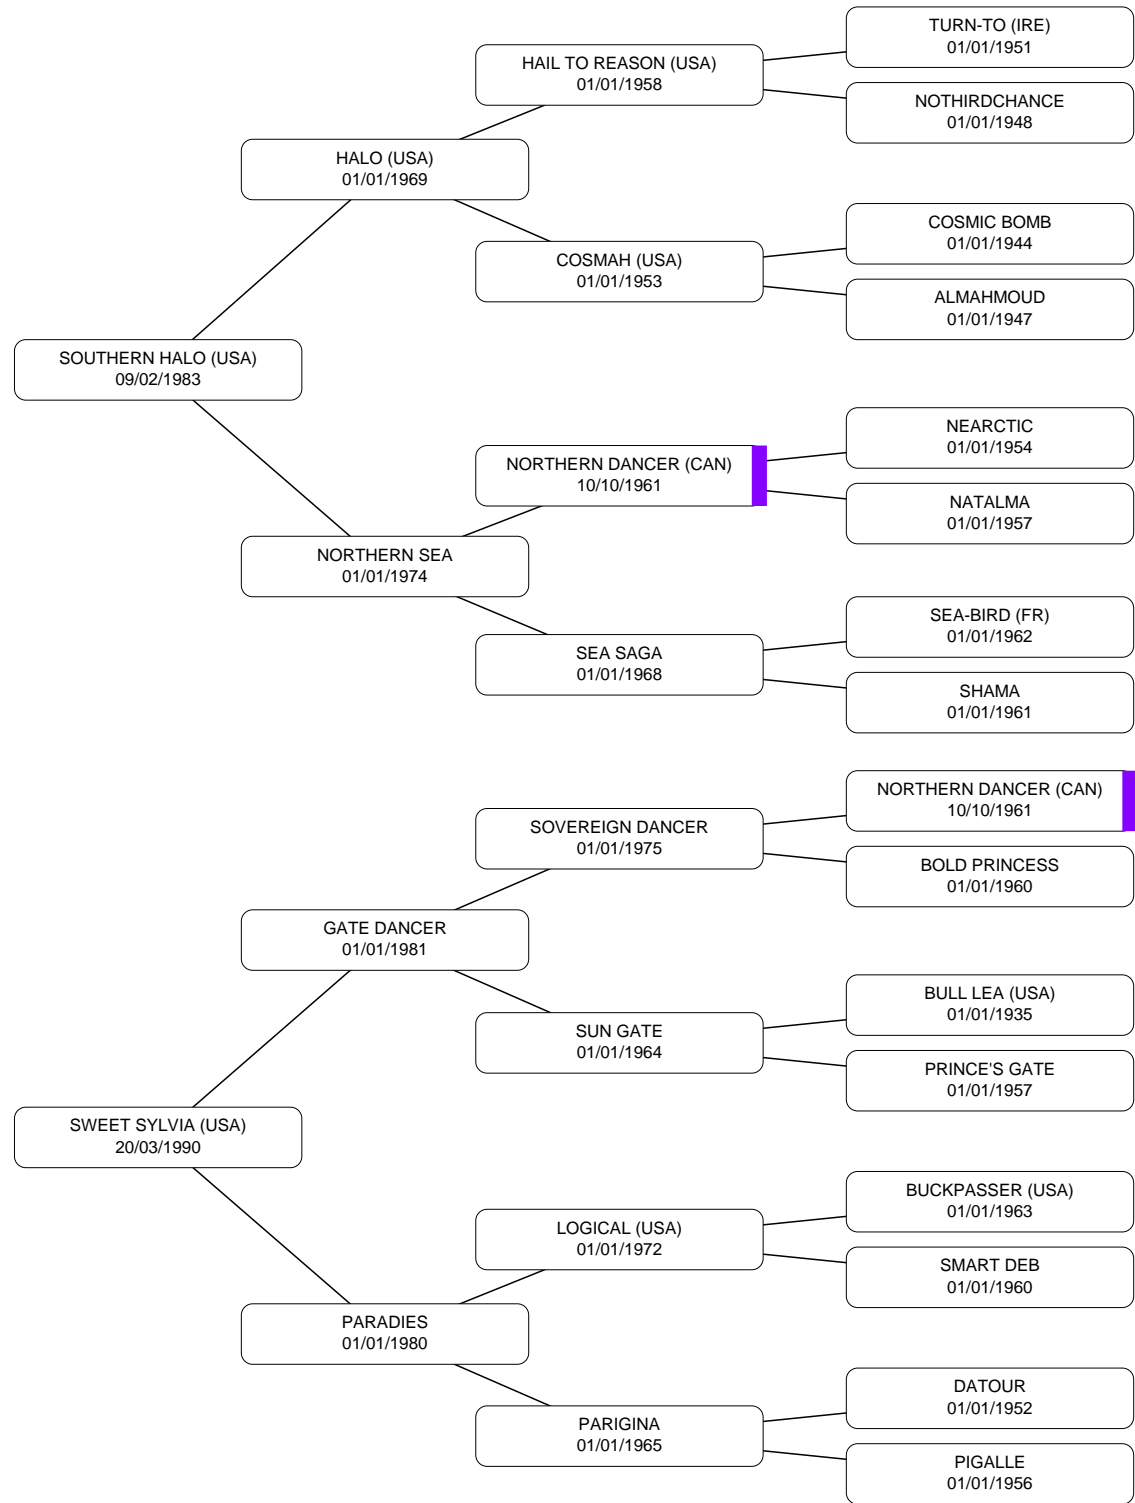 TURN-TO (IRE)
01/01/1951
HAIL TO REASON (USA)
01/01/1958
NOTHIRDCHANCE
01/01/1948
HALO (USA)
01/01/1969
COSMIC BOMB
01/01/1944
COSMAH (USA)
01/01/1953
ALMAHMOUD
01/01/1947
SOUTHERN HALO (USA)
09/02/1983
NEARCTIC
01/01/1954
NORTHERN DANCER (CAN)
10/10/1961
NATALMA
01/01/1957
NORTHERN SEA
01/01/1974
SEA-BIRD (FR)
01/01/1962
SEA SAGA
01/01/1968
SHAMA
01/01/1961
NORTHERN DANCER (CAN)
10/10/1961
SOVEREIGN DANCER
01/01/1975
BOLD PRINCESS
01/01/1960
GATE DANCER
01/01/1981
BULL LEA (USA)
01/01/1935
SUN GATE
01/01/1964
PRINCE'S GATE
01/01/1957
SWEET SYLVIA (USA)
20/03/1990
BUCKPASSER (USA)
01/01/1963
LOGICAL (USA)
01/01/1972
SMART DEB
01/01/1960
PARADIES
01/01/1980
DATOUR
01/01/1952
PARIGINA
01/01/1965
PIGALLE
01/01/1956